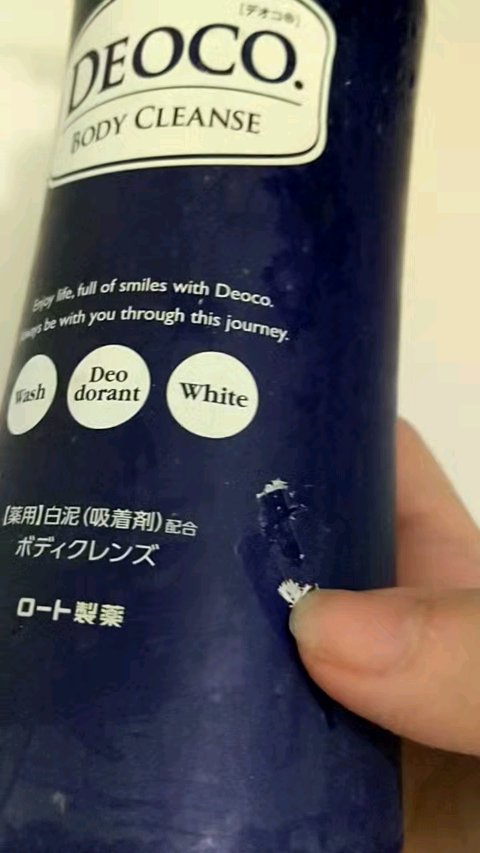 [デオコ®]
DEOCO.
BODY CLEANSE
Enjoy life, full of smiles with Deoco.
be with you through this journey.
Wash
Deo
dorant
White
【薬用】白泥(吸着剤)配合
ボディクレンズ
ロート製薬